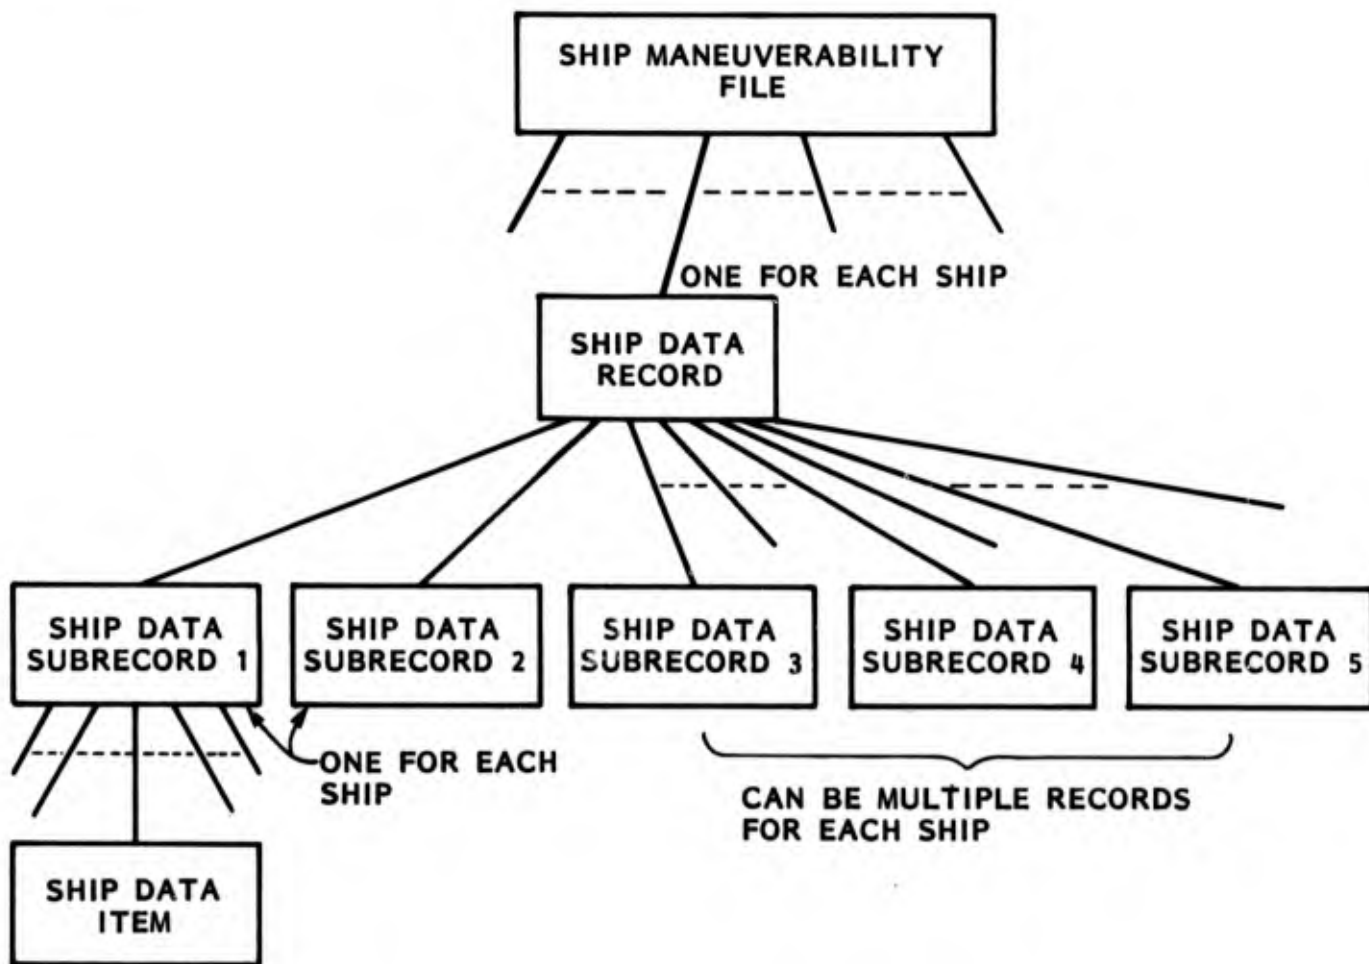 SHIP MANEUVERABILITY
FILE
ONE FOR EACH SHIP
SHIP DATA
RECORD
SHIP DATA
SUBRECORD 1
SHIP DATA
SUBRECORD 2
SHIP DATA
SUBRECORD 3
SHIP DATA
SUBRECORD 4
SHIP DATA
SUBRECORD 5
ONE FOR EACH
SHIP
CAN BE MULTIPLE RECORDS
FOR EACH SHIP
SHIP DATA
ITEM